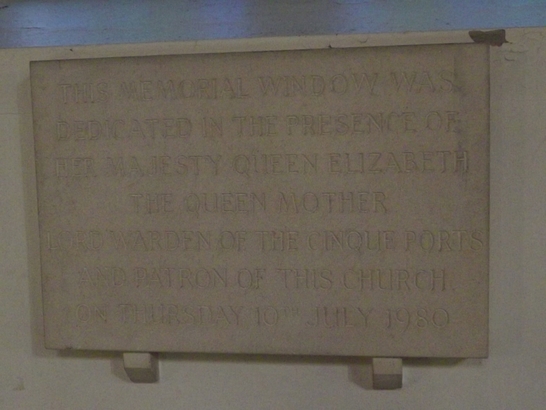 THIS MEMORIAL WINDOW WAS
DEDICATED IN THE PRESENCE OF
HER MAJESTY QUEEN ELIZABETH
THE QUEEN MOTHER
LORD WARDEN OF THE CINQUE PORTS
AND PATRON OF THIS CHURCH
ON THURSDAY 10TH JULY 1980